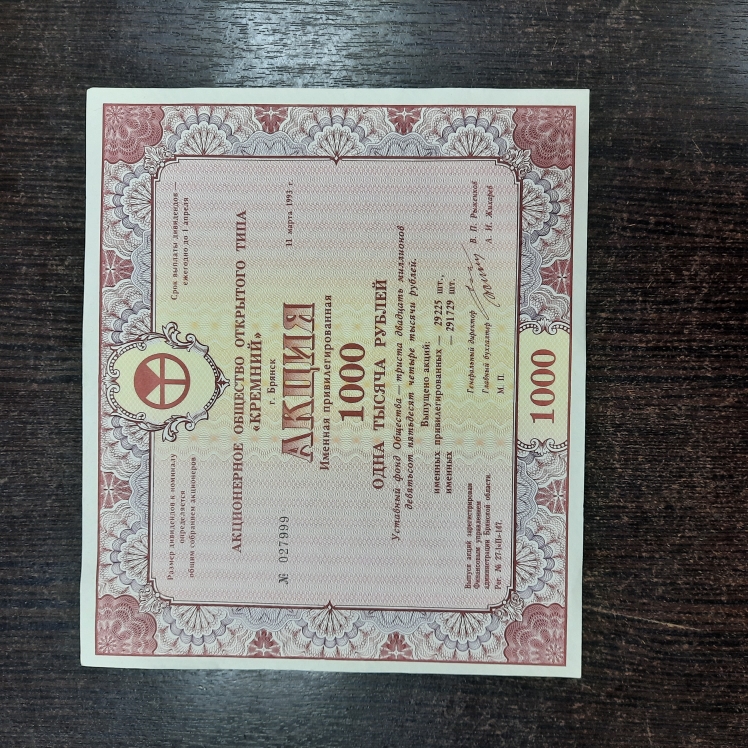 Размер дивидендов к номиналу
определяется
общим собранием акционеров
Срок выплаты дивидендов —
ежегодно до 1 апреля
АКЦИОНЕРНОЕ ОБЩЕСТВО ОТКРЫТОГО ТИПА
«КРЕМНИЙ»
г. Брянск
№ 027999
11 марта 1993 г.
АКЦИЯ
Именная привилегированная
1000
ОДНА ТЫСЯЧА РУБЛЕЙ
Уставный фонд Общества — триста двадцать миллионов
девятьсот пятьдесят четыре тысячи рублей.
Выпущено акций:
именных привилегированных — 29225 шт.,
именных — 291729 шт.
Выпуск акций зарегистрирован
Финансовым управлением
администрации Брянской области.
Рег. № 27-1«П»-147.
Генеральный директор В. П. Рыженков
Главный бухгалтер А. И. Жихарев
М. П.
1000